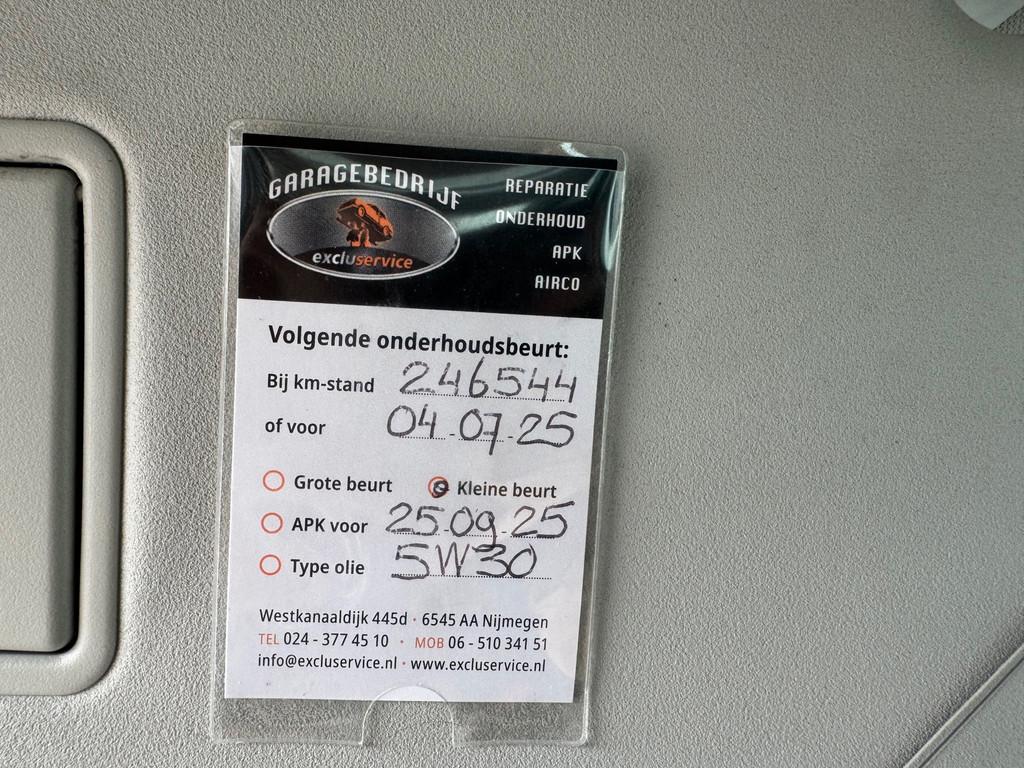 GARAGEBEDRIJF
excluservice
REPARATIE
ONDERHOUD
APK
AIRCO
Volgende onderhoudsbeurt:
Bij km-stand 246544
of voor 04-07-25
Grote beurt Kleine beurt
APK voor 25-09-25
Type olie 5W30
Westkanaaldijk 445d · 6545 AA Nijmegen
TEL 024 - 377 45 10 · MOB 06 - 510 341 51
info@excluservice.nl · www.excluservice.nl